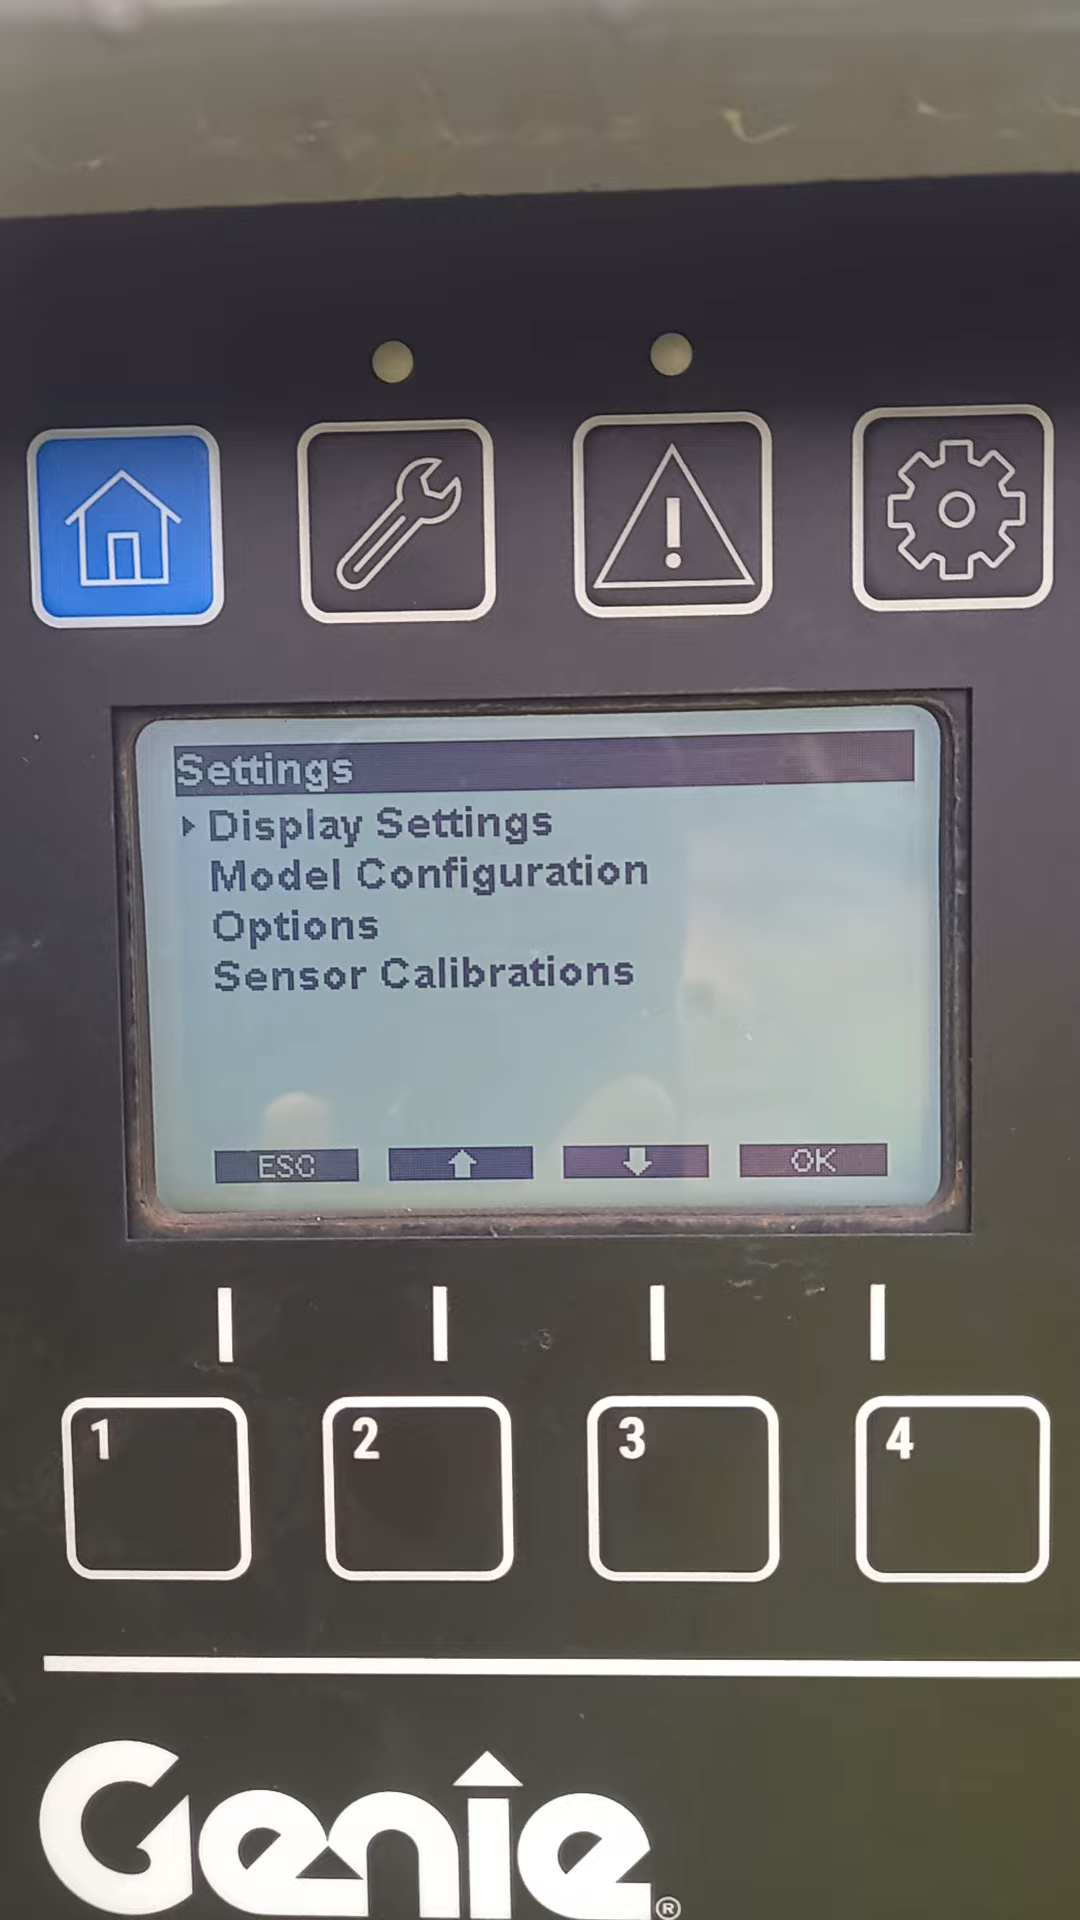 Settings
Display Settings
Model Configuration
Options
Sensor Calibrations
ESC
OK
1
2
3
4
Genie®